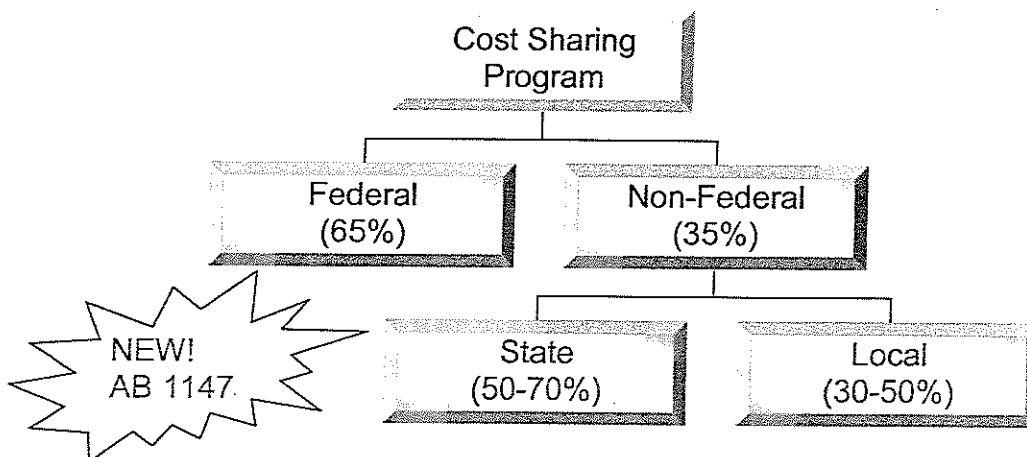 Cost Sharing
Program
Federal
(65%)
Non-Federal
(35%)
NEW!
AB 1147
State
(50-70%)
Local
(30-50%)